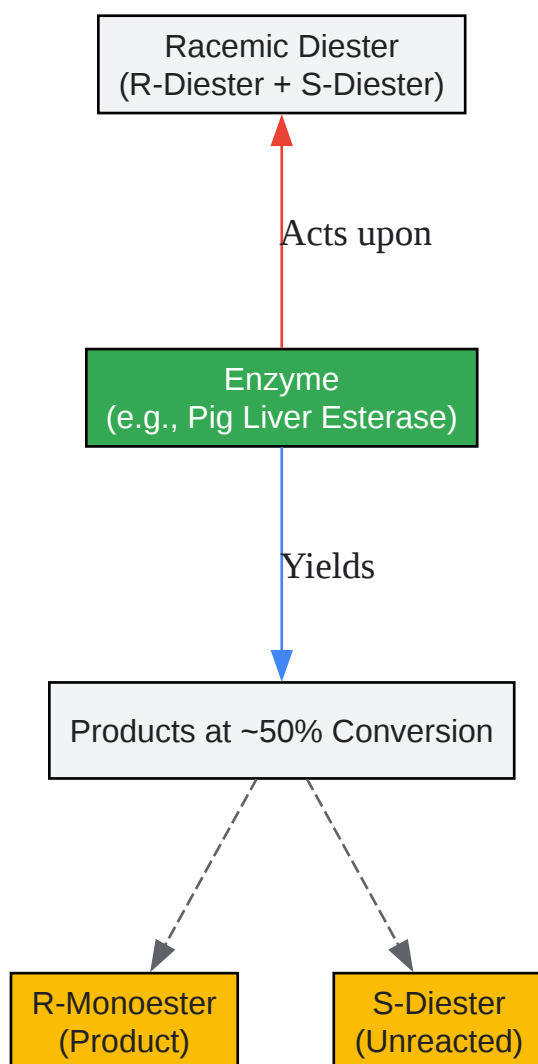 Racemic Diester
(R-Diester + S-Diester)
Acts upon
Enzyme
(e.g., Pig Liver Esterase)
Yields
Products at ~50% Conversion
R-Monoester
(Product)
S-Diester
(Unreacted)